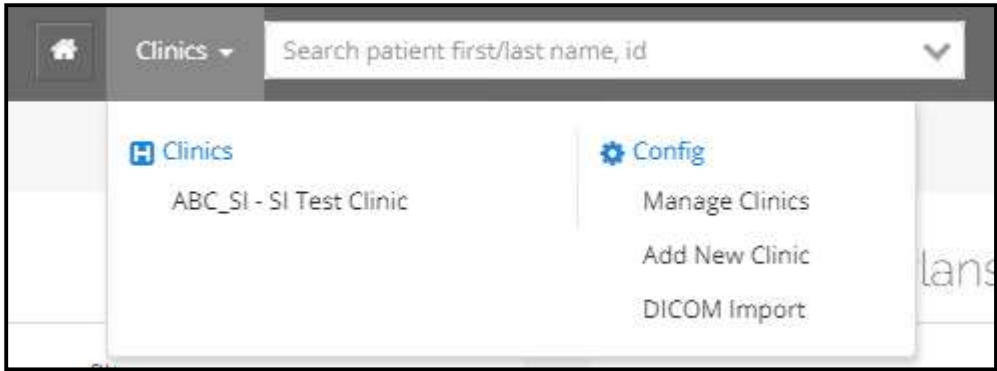 Clinics
Search patient first/last name, id
Clinics
ABC_SI - SI Test Clinic
Config
Manage Clinics
Add New Clinic
DICOM Import
lans